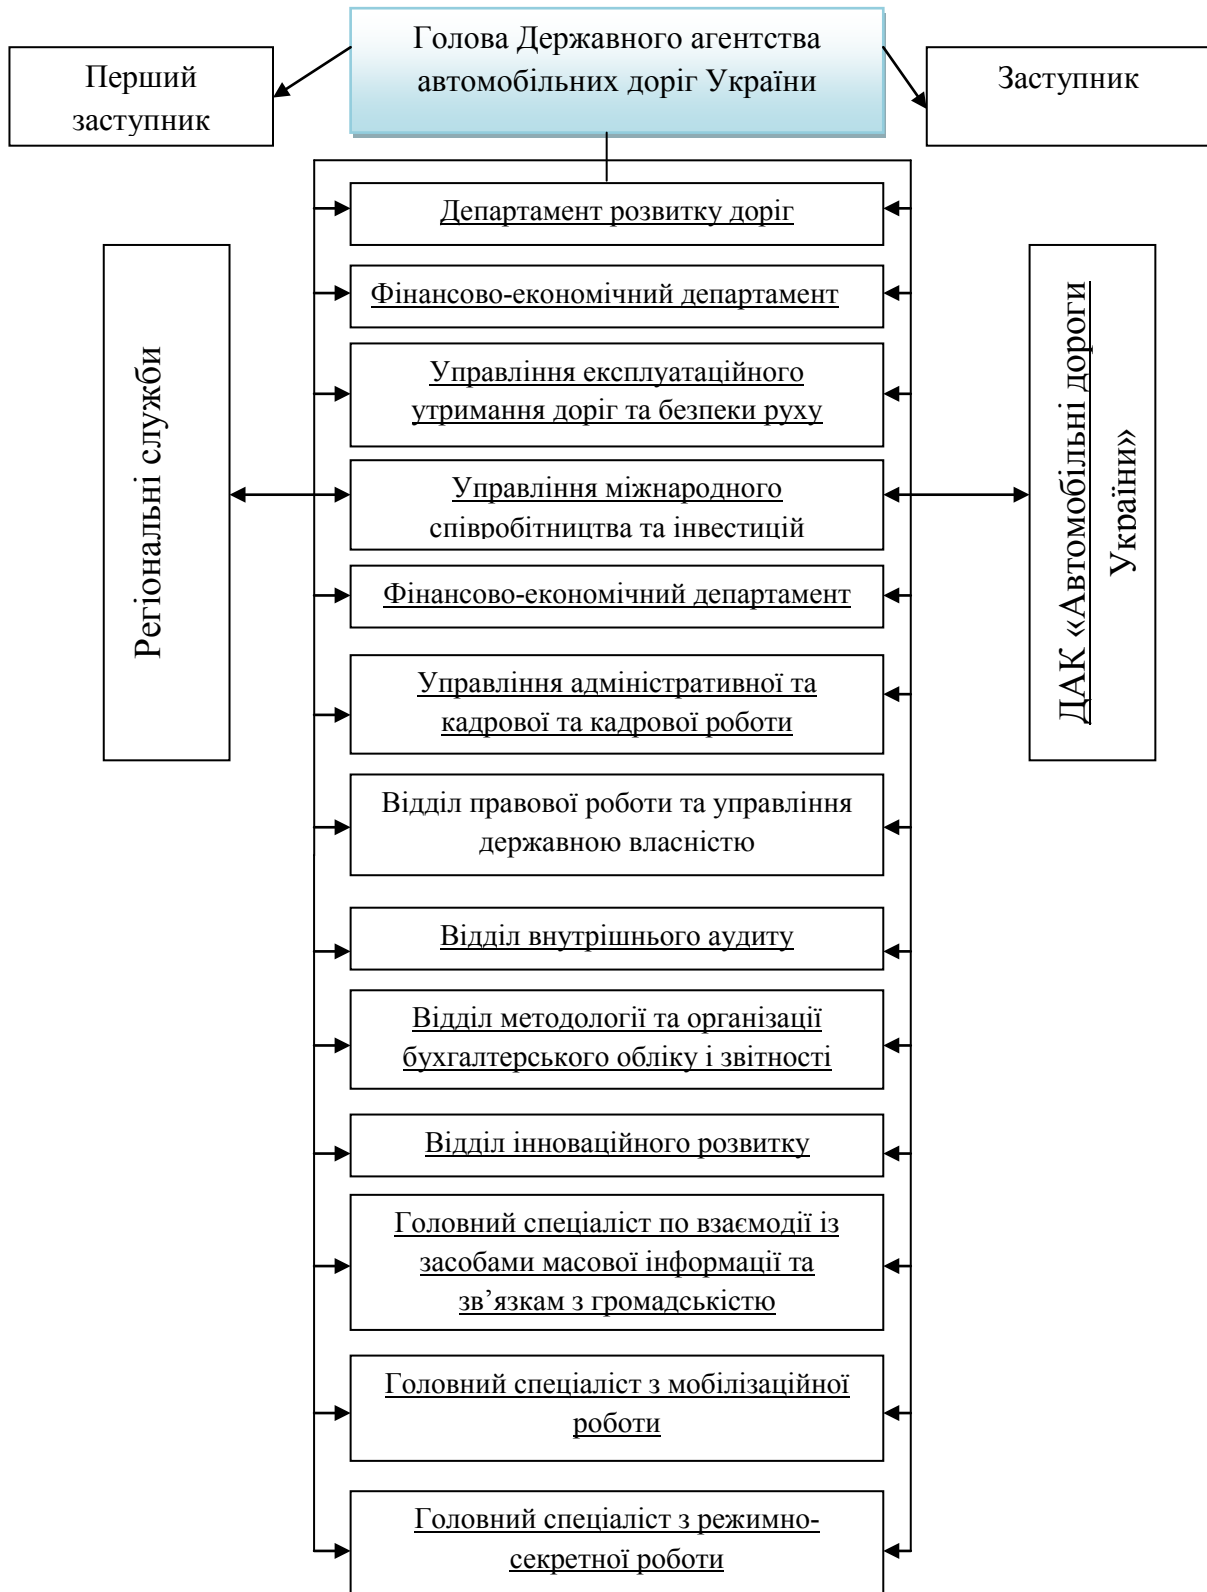 Голова Державного агентства
автомобільних доріг України
Перший
заступник
Заступник
Департамент розвитку доріг
Фінансово-економічний департамент
Управління експлуатаційного
утримання доріг та безпеки руху
Управління міжнародного
співробітництва та інвестицій
Фінансово-економічний департамент
Управління адміністративної та
кадрової та кадрової роботи
Відділ правової роботи та управління
державною власністю
Відділ внутрішнього аудиту
Відділ методології та організації
бухгалтерського обліку і звітності
Відділ інноваційного розвитку
Головний спеціаліст по взаємодії із
засобами масової інформації та
зв’язкам з громадськістю
Головний спеціаліст з мобілізаційної
роботи
Головний спеціаліст з режимно-
секретної роботи
Регіональні служби
ДАК «Автомобільні дороги
України»